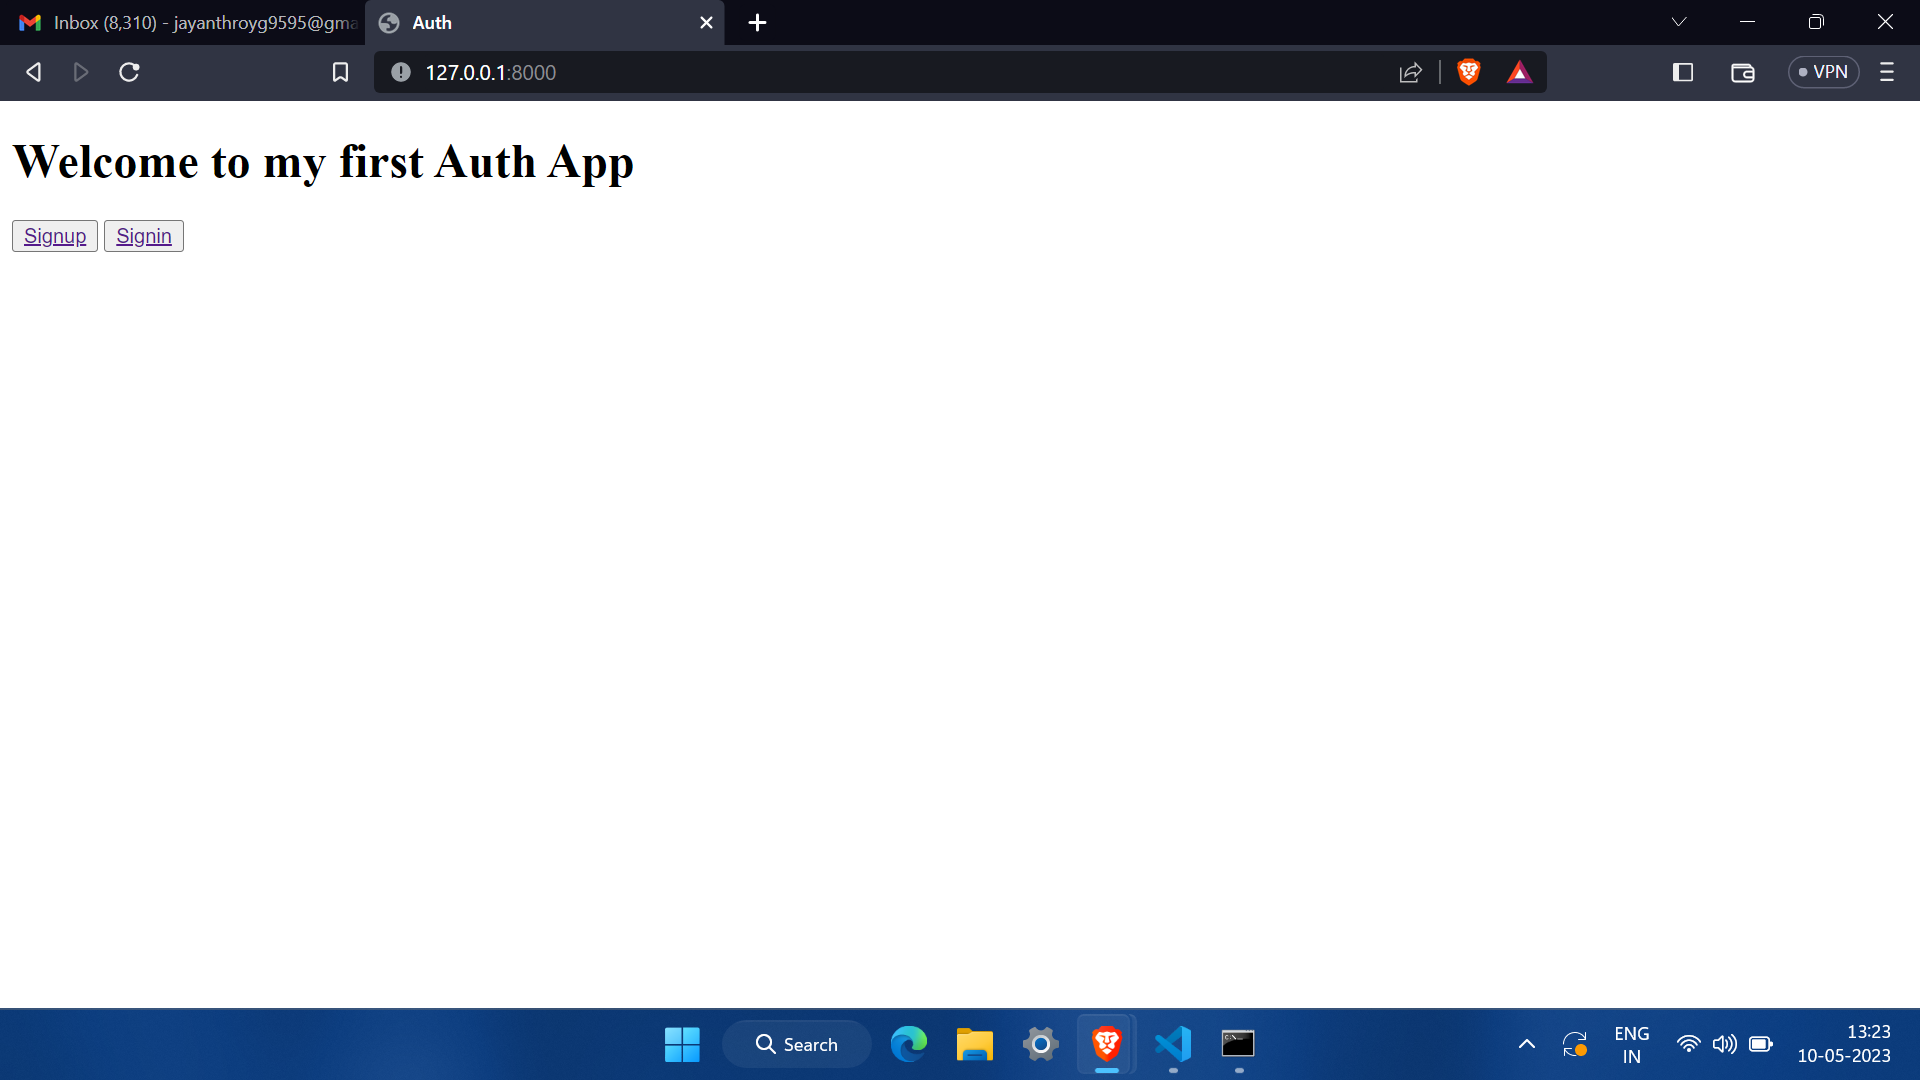 Inbox (8,310) - jayanthroyg9595@gma
Auth
127.0.0.1:8000
VPN
Welcome to my first Auth App
Signup Signin
Search
ENG
IN
13:23
10-05-2023